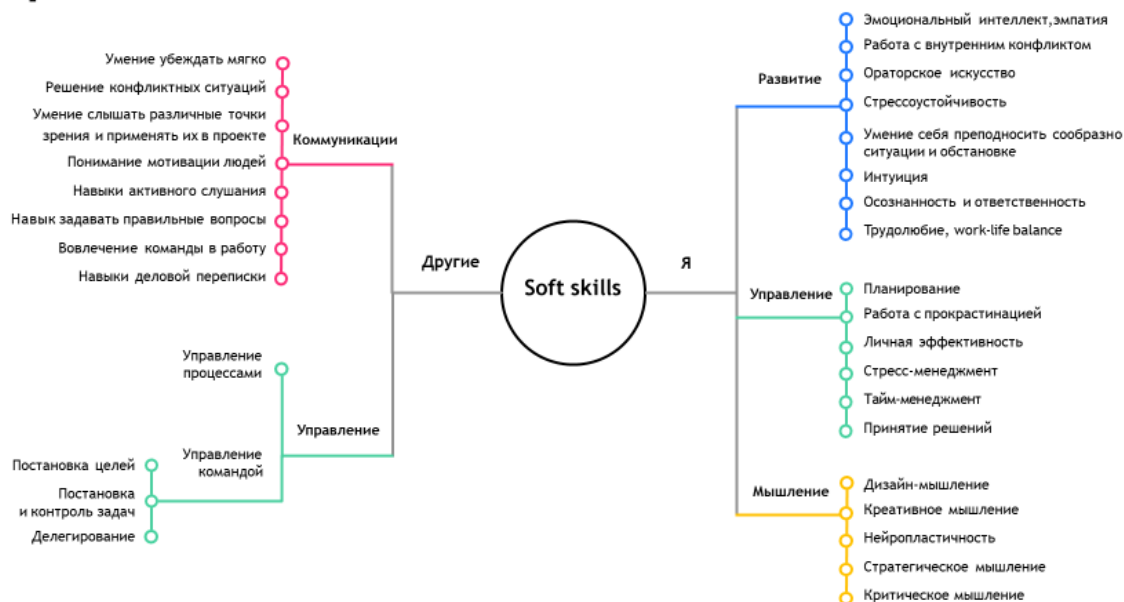 Soft skills
Другие
Коммуникации
Умение убеждать мягко
Решение конфликтных ситуаций
Умение слышать различные точки
зрения и применять их в проекте
Понимание мотивации людей
Навыки активного слушания
Навык задавать правильные вопросы
Вовлечение команды в работу
Навыки деловой переписки
Управление
Управление
процессами
Управление
командой
Постановка целей
Постановка
и контроль задач
Делегирование
Я
Развитие
Эмоциональный интеллект,эмпатия
Работа с внутренним конфликтом
Ораторское искусство
Стрессоустойчивость
Умение себя преподносить сообразно
ситуации и обстановке
Интуиция
Осознанность и ответственность
Трудолюбие, work-life balance
Управление
Планирование
Работа с прокрастинацией
Личная эффективность
Стресс-менеджмент
Тайм-менеджмент
Принятие решений
Мышление
Дизайн-мышление
Креативное мышление
Нейропластичность
Стратегическое мышление
Критическое мышление